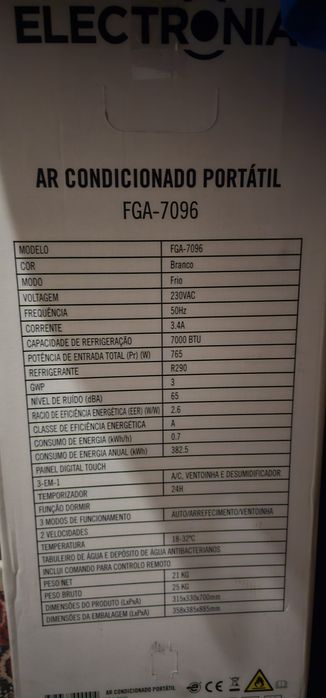 ELECTRONIA
AR CONDICIONADO PORTÁTIL
FGA-7096
MODELO FGA-7096
COR Branco
MODO Frio
VOLTAGEM 230VAC
FREQUÊNCIA 50Hz
CORRENTE 3.4A
CAPACIDADE DE REFRIGERAÇÃO 7000 BTU
POTÊNCIA DE ENTRADA TOTAL (Pr) (W) 765
REFRIGERANTE R290
GWP 3
NÍVEL DE RUÍDO (dBA) 65
RACIO DE EFICIÊNCIA ENERGÉTICA (EER) (W/W) 2.6
CLASSE DE EFICIÊNCIA ENERGÉTICA A
CONSUMO DE ENERGIA (kWh/h) 0.7
CONSUMO DE ENERGIA ANUAL (kWh) 382.5
PAINEL DIGITAL TOUCH
3-EM-1 A/C, VENTOINHA E DESUMIDIFICADOR
TEMPORIZADOR 24H
FUNÇÃO DORMIR
3 MODOS DE FUNCIONAMENTO AUTO/ARREFECIMENTO/VENTOINHA
2 VELOCIDADES
TEMPERATURA 18-32ºC
TABULEIRO DE ÁGUA E DEPÓSITO DE ÁGUA ANTIBACTERIANOS
INCLUI COMANDO PARA CONTROLO REMOTO
PESO NET 21 KG
PESO BRUTO 25 KG
DIMENSÕES DO PRODUTO (LxPxA) 315x330x700mm
DIMENSÕES DA EMBALAGEM (LxPxA) 358x385x885mm
AR CONDICIONADO PORTÁTIL CE